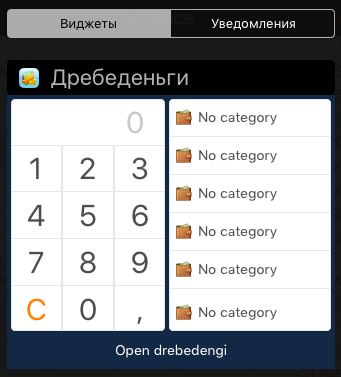 Виджеты Уведомления
Дребеденьги
0
1 2 3
4 5 6
7 8 9
C 0 ,
No category
No category
No category
No category
No category
No category
Open drebedengi